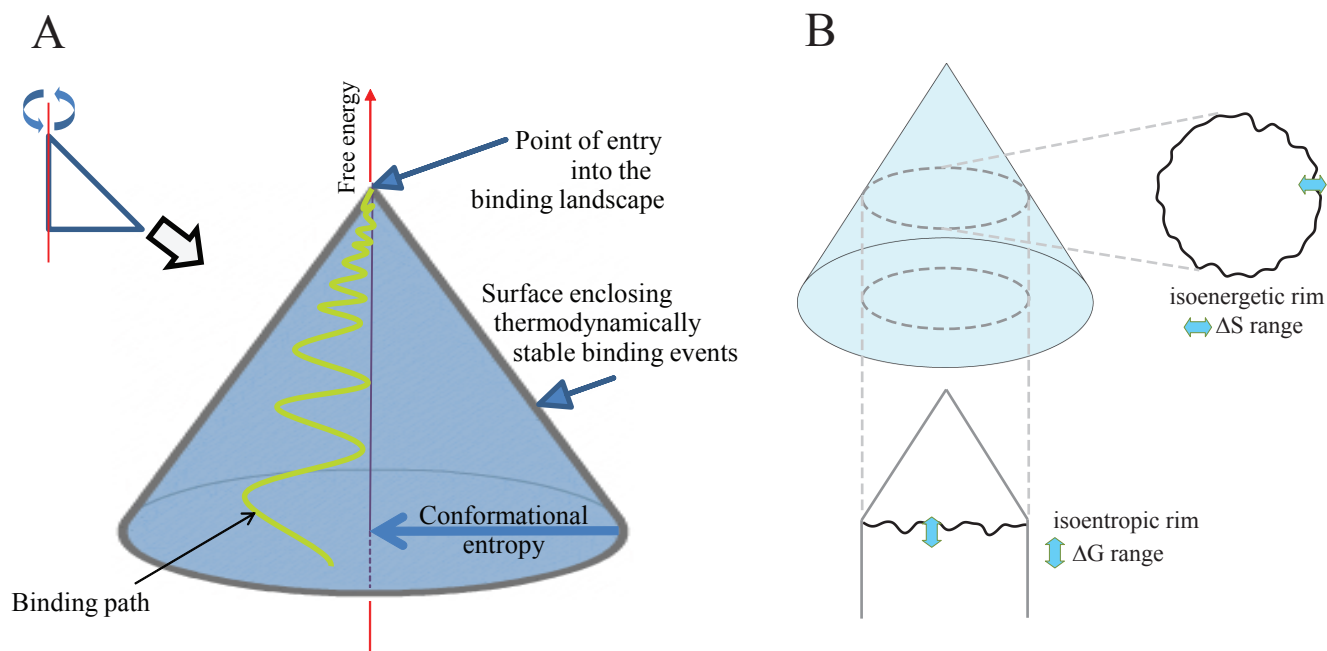 A
Free energy
Point of entry
into the
binding landscape
Surface enclosing
thermodynamically
stable binding events
Conformational
entropy
Binding path
B
isoenergetic rim
ΔS range
isoentropic rim
ΔG range